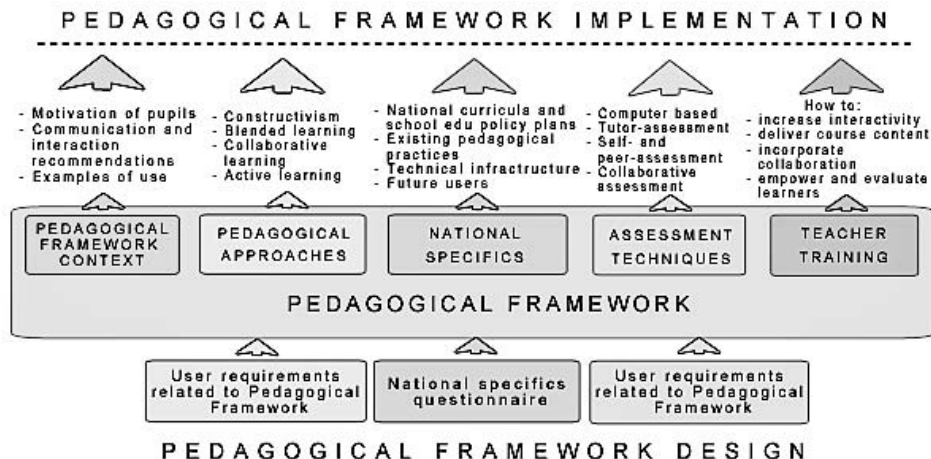 PEDAGOGICAL FRAMEWORK IMPLEMENTATION
- Motivation of pupils
- Communication and
interaction
recommendations
- Examples of use
- Constructivism
- Blended learning
- Collaborative
learning
- Active learning
- National curricula and
school edu policy plans
- Existing pedagogical
practices
- Technical infractructure
- Future users
- Computer based
- Tutor-assessment
- Self- and
peer-assessment
- Collaborative
assessment
How to:
- increase interactivity
- deliver course content
- incorporate
collaboration
- empower and evaluate
learners
PEDAGOGICAL
FRAMEWORK
CONTEXT
PEDAGOGICAL
APPROACHES
NATIONAL
SPECIFICS
ASSESSMENT
TECHNIQUES
TEACHER
TRAINING
PEDAGOGICAL FRAMEWORK
User requirements
related to Pedagogical
Framework
National specifics
questionnaire
User requirements
related to Pedagogical
Framework
PEDAGOGICAL FRAMEWORK DESIGN